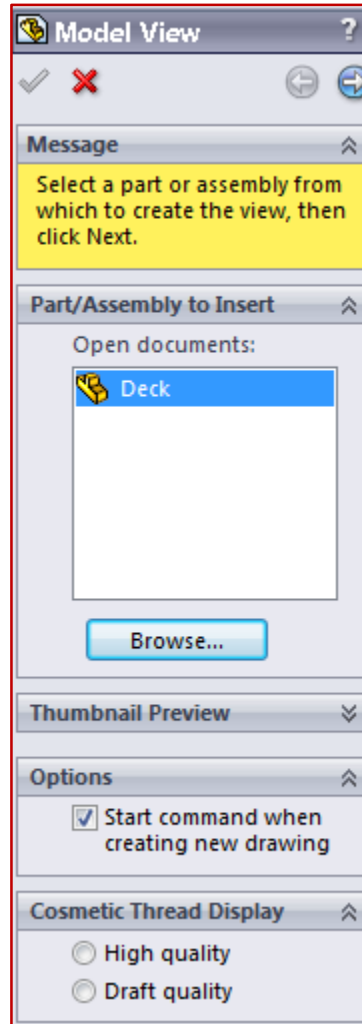 Model View ?
Message
Select a part or assembly from
which to create the view, then
click Next.
Part/Assembly to Insert
Open documents:
Deck
Browse...
Thumbnail Preview
Options
Start command when
creating new drawing
Cosmetic Thread Display
High quality
Draft quality